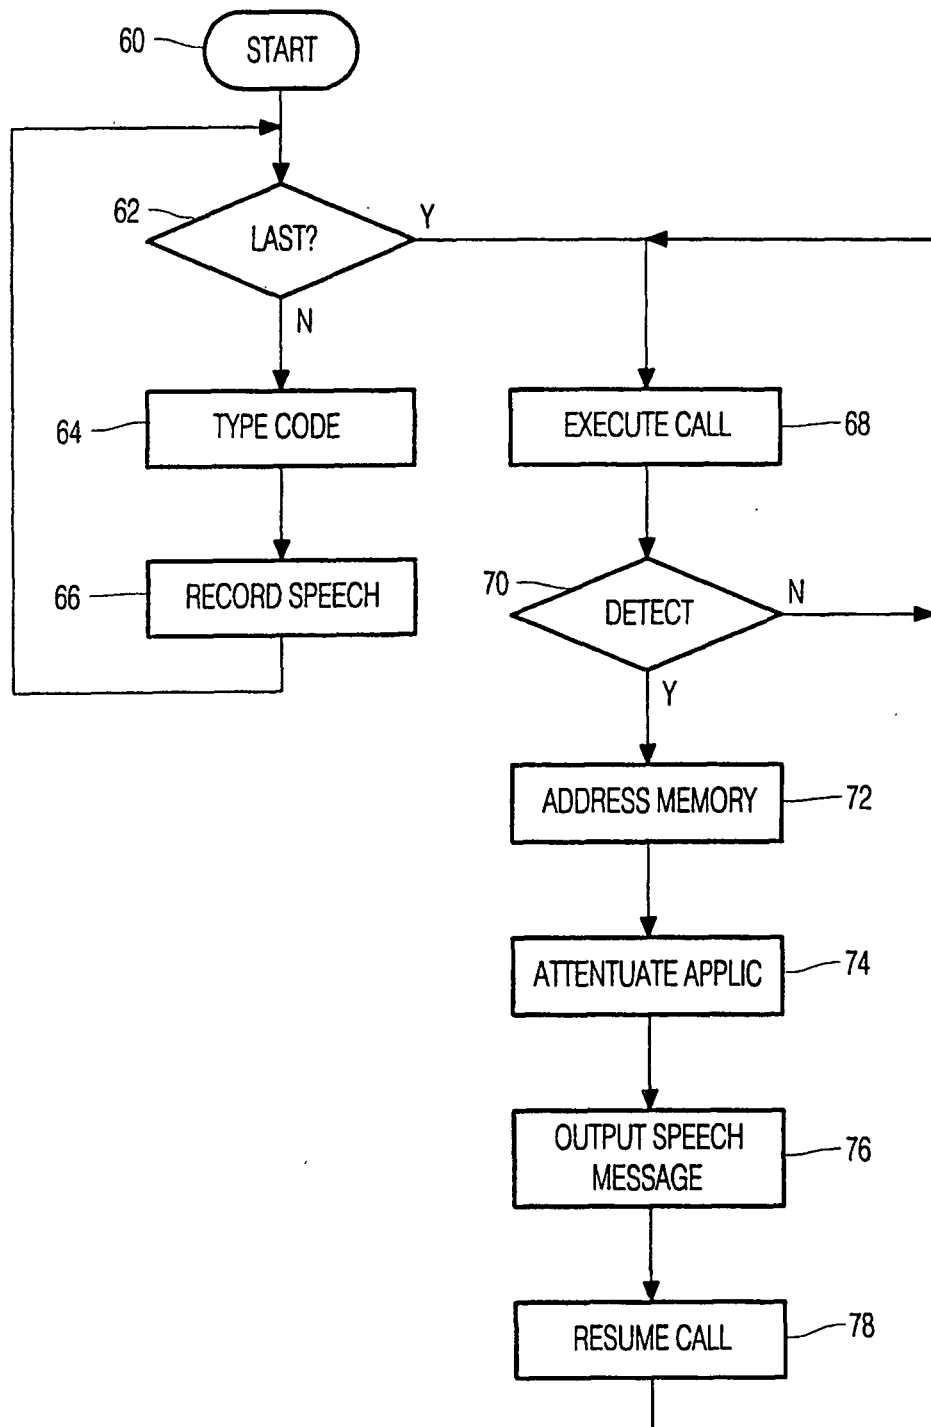 60
START
62
LAST?
Y
N
64
TYPE CODE
66
RECORD SPEECH
EXECUTE CALL
68
70
DETECT
N
Y
ADDRESS MEMORY
72
ATTENTUATE APPLIC
74
OUTPUT SPEECH
MESSAGE
76
RESUME CALL
78